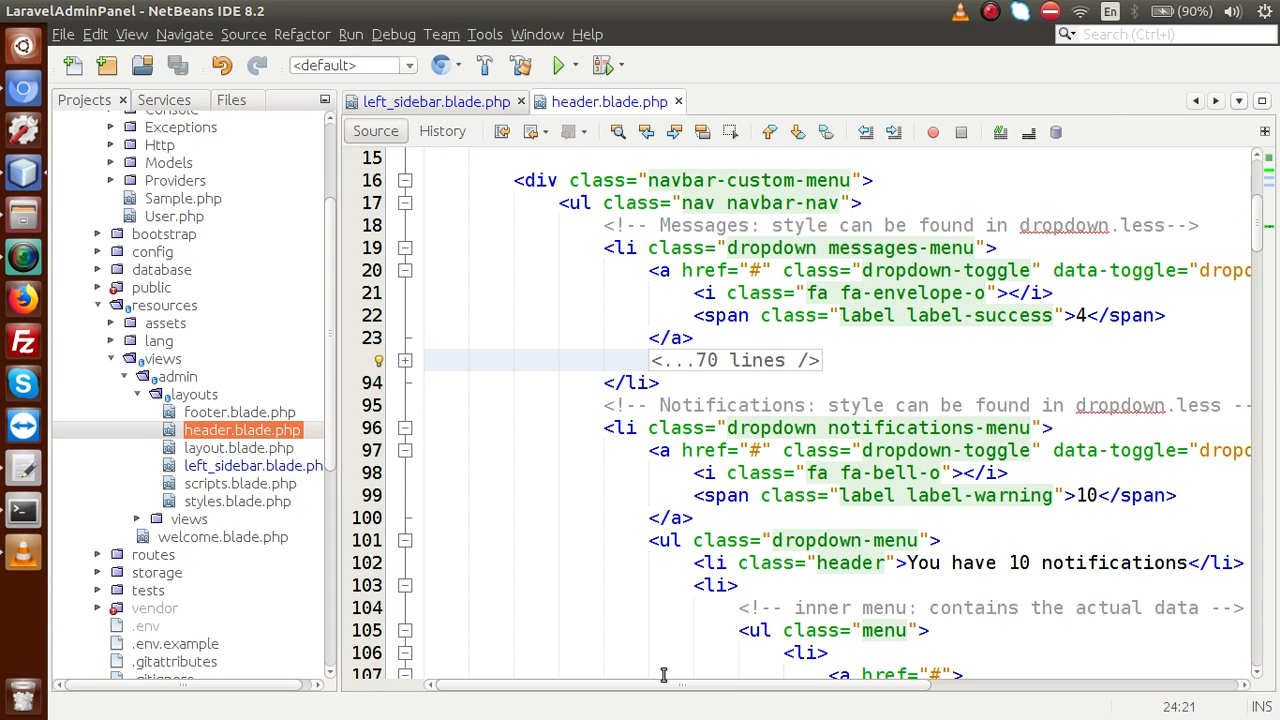 LaravelAdminPanel - NetBeans IDE 8.2
En
(90%)
File Edit View Navigate Source Refactor Run Debug Team Tools Window Help
Search (Ctrl+I)
<default>
Projects Services Files
Console
Exceptions
Http
Models
Providers
Sample.php
User.php
bootstrap
config
database
public
resources
assets
lang
views
admin
layouts
footer.blade.php
header.blade.php
layout.blade.php
left_sidebar.blade.ph
scripts.blade.php
styles.blade.php
views
welcome.blade.php
routes
storage
tests
vendor
.env
.env.example
.gitattributes
.gitignore
left_sidebar.blade.php header.blade.php
Source History
15
16 <div class="navbar-custom-menu">
17 <ul class="nav navbar-nav">
18 <!-- Messages: style can be found in dropdown.less-->
19 <li class="dropdown messages-menu">
20 <a href="#" class="dropdown-toggle" data-toggle="dropd
21 <i class="fa fa-envelope-o"></i>
22 <span class="label label-success">4</span>
23 </a>
<...70 lines />
94 </li>
95 <!-- Notifications: style can be found in dropdown.less --
96 <li class="dropdown notifications-menu">
97 <a href="#" class="dropdown-toggle" data-toggle="dropd
98 <i class="fa fa-bell-o"></i>
99 <span class="label label-warning">10</span>
100 </a>
101 <ul class="dropdown-menu">
102 <li class="header">You have 10 notifications</li>
103 <li>
104 <!-- inner menu: contains the actual data -->
105 <ul class="menu">
106 <li>
107 <a href="#">
24:21 INS